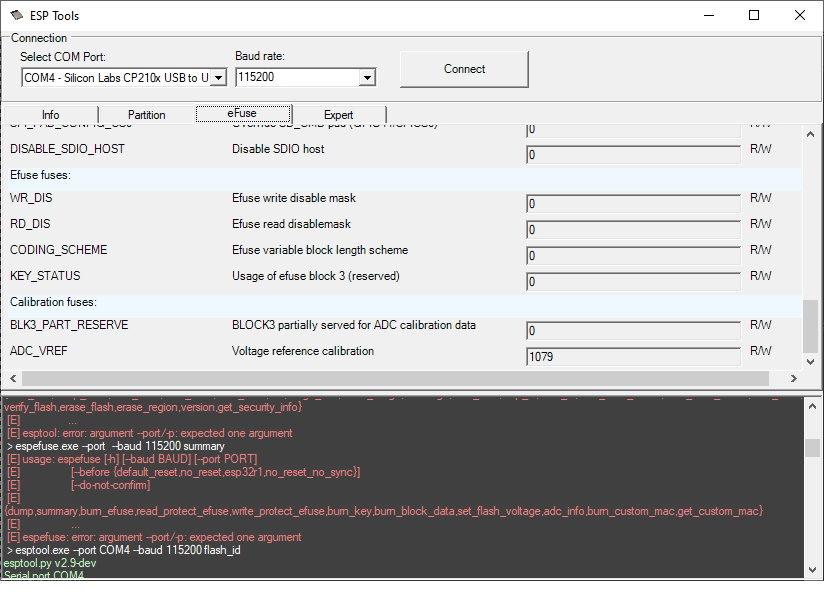 ESP Tools
Connection
Select COM Port:
Baud rate:
COM4 - Silicon Labs CP210x USB to U
115200
Connect
Info
Partition
eFuse
Expert
0
R/W
DISABLE_SDIO_HOST Disable SDIO host 0 R/W
Efuse fuses:
WR_DIS Efuse write disable mask 0 R/W
RD_DIS Efuse read disablemask 0 R/W
CODING_SCHEME Efuse variable block length scheme 0 R/W
KEY_STATUS Usage of efuse block 3 (reserved) 0 R/W
Calibration fuses:
BLK3_PART_RESERVE BLOCK3 partially served for ADC calibration data 0 R/W
ADC_VREF Voltage reference calibration 1079 R/W
verify_flash,erase_flash,erase_region,version,get_security_info}
[E] ...
[E] esptool: error: argument --port/-p: expected one argument
> espefuse.exe --port --baud 115200 summary
[E] usage: espefuse [-h] [--baud BAUD] [--port PORT]
[E] [--before {default_reset,no_reset,esp32r1,no_reset_no_sync}]
[E] [--do-not-confirm]
[E]
{dump,summary,burn_efuse,read_protect_efuse,write_protect_efuse,burn_key,burn_block_data,set_flash_voltage,adc_info,burn_custom_mac,get_custom_mac}
[E] ...
[E] espefuse: error: argument --port/-p: expected one argument
> esptool.exe --port COM4 --baud 115200 flash_id
esptool.py v2.9-dev
Serial port COM4